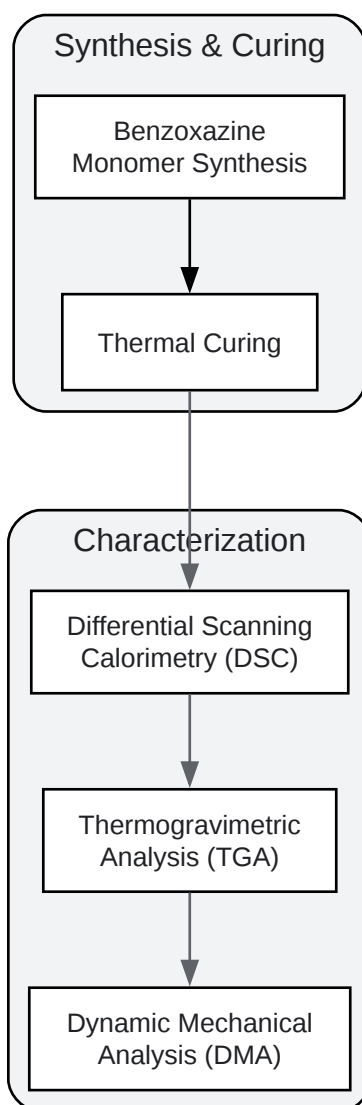 Synthesis & Curing
Benzoxazine
Monomer Synthesis
Thermal Curing
Characterization
Differential Scanning
Calorimetry (DSC)
Thermogravimetric
Analysis (TGA)
Dynamic Mechanical
Analysis (DMA)